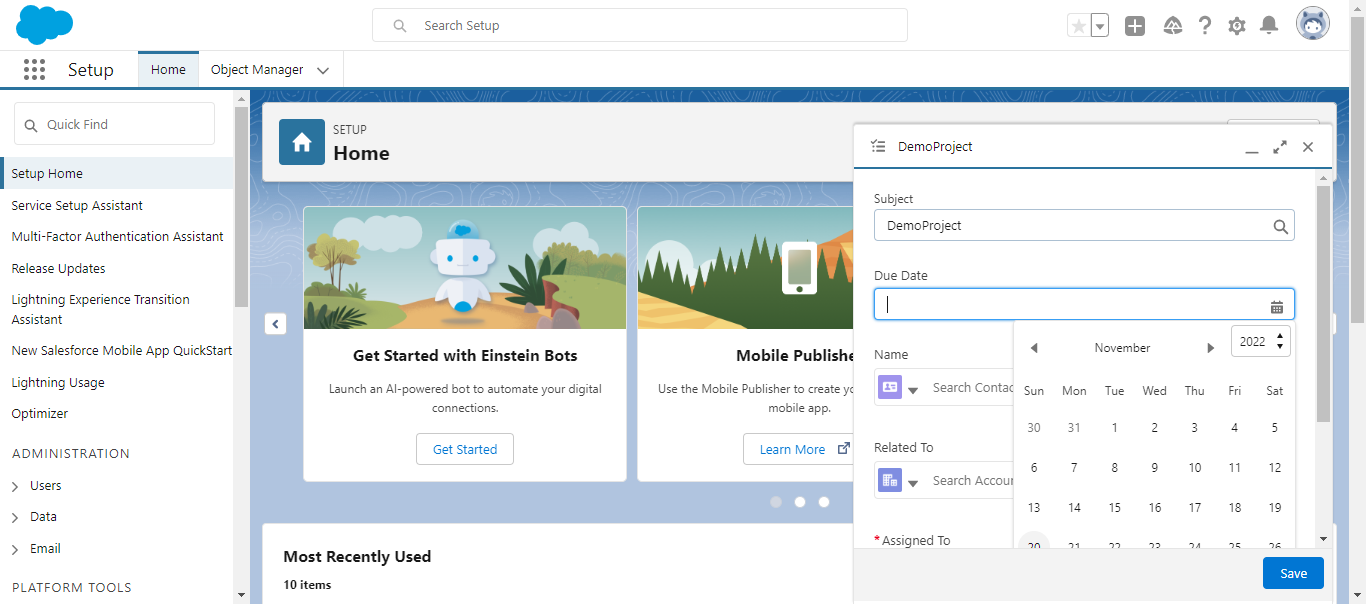 Search Setup
Setup
Home
Object Manager
Quick Find
Setup Home
Service Setup Assistant
Multi-Factor Authentication Assistant
Release Updates
Lightning Experience Transition
Assistant
New Salesforce Mobile App QuickStart
Lightning Usage
Optimizer
ADMINISTRATION
Users
Data
Email
PLATFORM TOOLS
SETUP
Home
Get Started with Einstein Bots
Launch an AI-powered bot to automate your digital
connections.
Get Started
Mobile Publishe
Use the Mobile Publisher to create yo
mobile app.
Learn More
Most Recently Used
10 items
DemoProject
Subject
DemoProject
Due Date
November
2022
Sun Mon Tue Wed Thu Fri Sat
30 31 1 2 3 4 5
6 7 8 9 10 11 12
13 14 15 16 17 18 19
20 21 22 23 24 25 26
Name
Search Contac
Related To
Search Accour
*Assigned To
Save